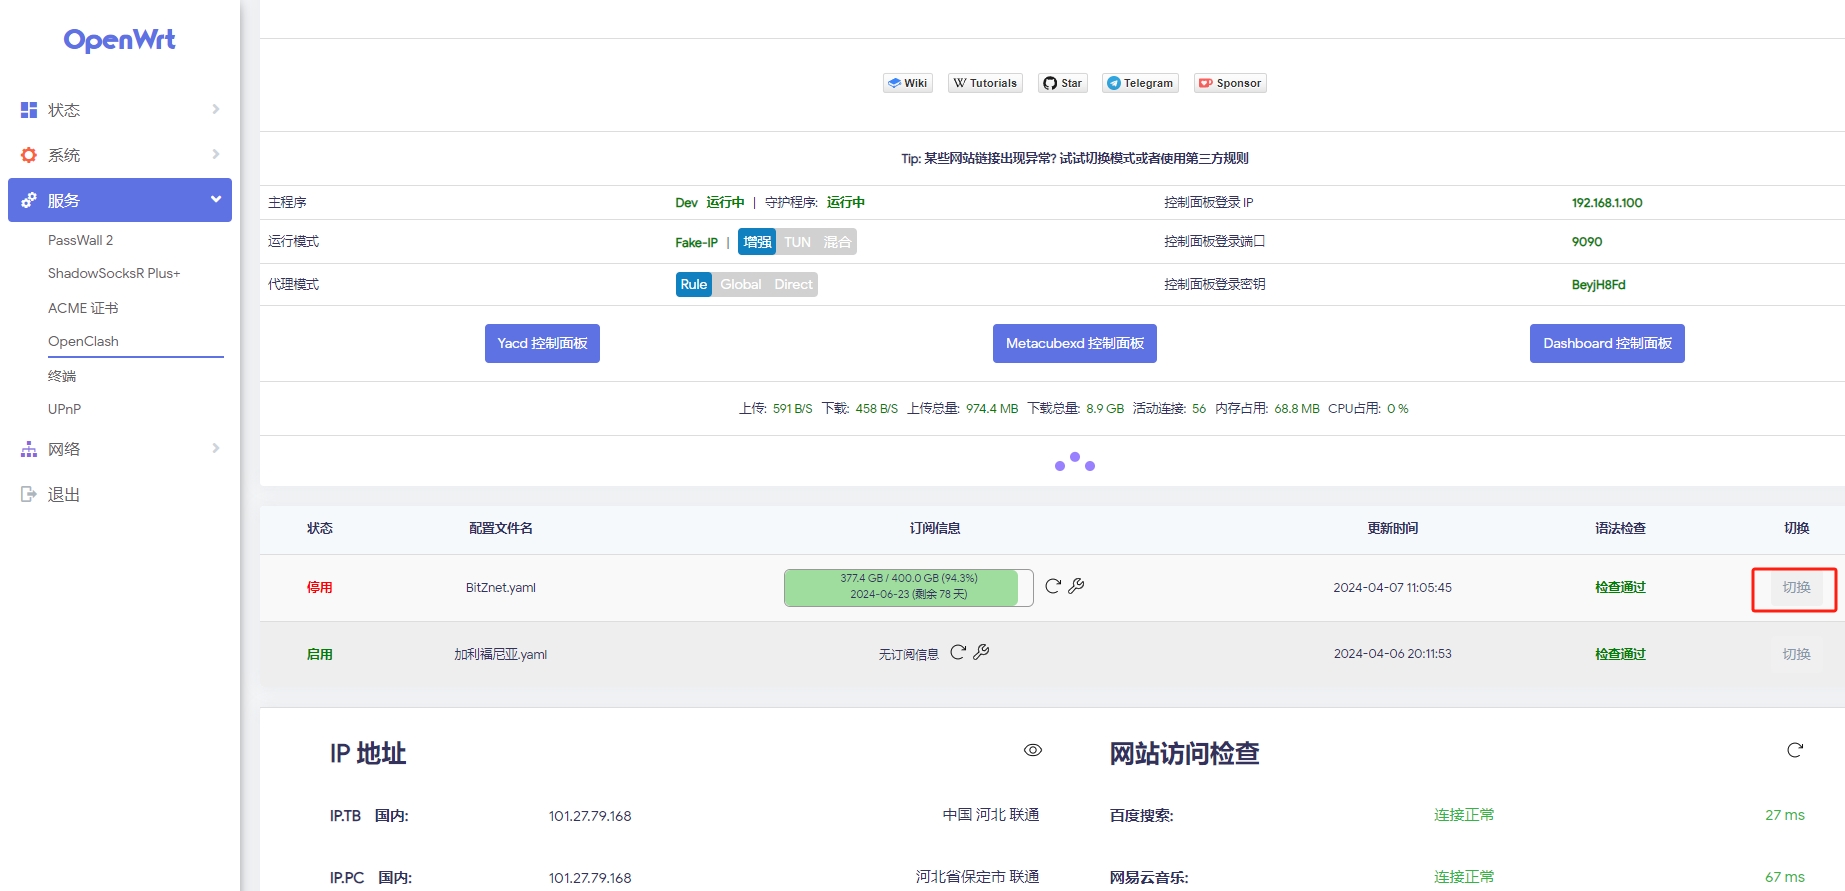 OpenWrt
状态
系统
服务
PassWall 2
ShadowSocksR Plus+
ACME 证书
OpenClash
终端
UPnP
网络
退出
Wiki Tutorials Star Telegram Sponsor
Tip: 某些网站链接出现异常? 试试切换模式或者使用第三方规则
主程序 Dev 运行中 | 守护程序: 运行中 控制面板登录 IP 192.168.1.100
运行模式 Fake-IP | 增强 TUN 混合 控制面板登录端口 9090
代理模式 Rule Global Direct 控制面板登录密钥 BeyjH8Fd
Yacd 控制面板 Metacubexd 控制面板 Dashboard 控制面板
上传: 591 B/S 下载: 458 B/S 上传总量: 974.4 MB 下载总量: 8.9 GB 活动连接: 56 内存占用: 68.8 MB CPU占用: 0 %
状态 配置文件名 订阅信息 更新时间 语法检查 切换
377.4 GB / 400.0 GB (94.3%)
停用 BitZnet.yaml 2024-06-23 (剩余 78 天) 2024-04-07 11:05:45 检查通过 切换
启用 加利福尼亚.yaml 无订阅信息 2024-04-06 20:11:53 检查通过 切换
IP 地址 网站访问检查
IP.TB 国内: 101.27.79.168 中国 河北 联通 百度搜索: 连接正常 27 ms
IP.PC 国内: 101.27.79.168 河北省保定市 联通 网易云音乐: 连接正常 67 ms